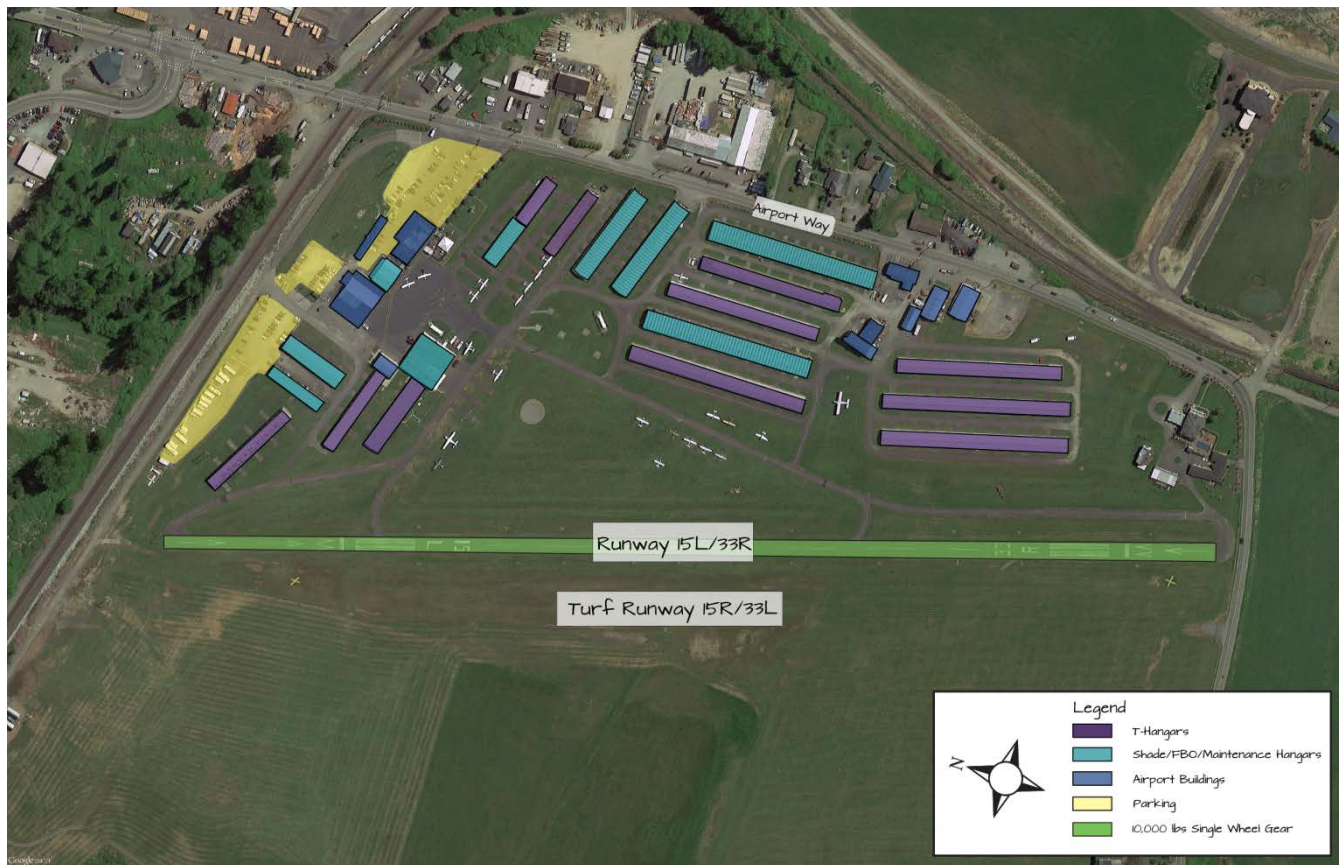 Airport Way
Runway 15L/33R
Turf Runway 15R/33L
Legend
T-Hangars
Shade/FBO/Maintenance Hangars
Airport Buildings
Parking
10,000 lbs Single Wheel Gear
N